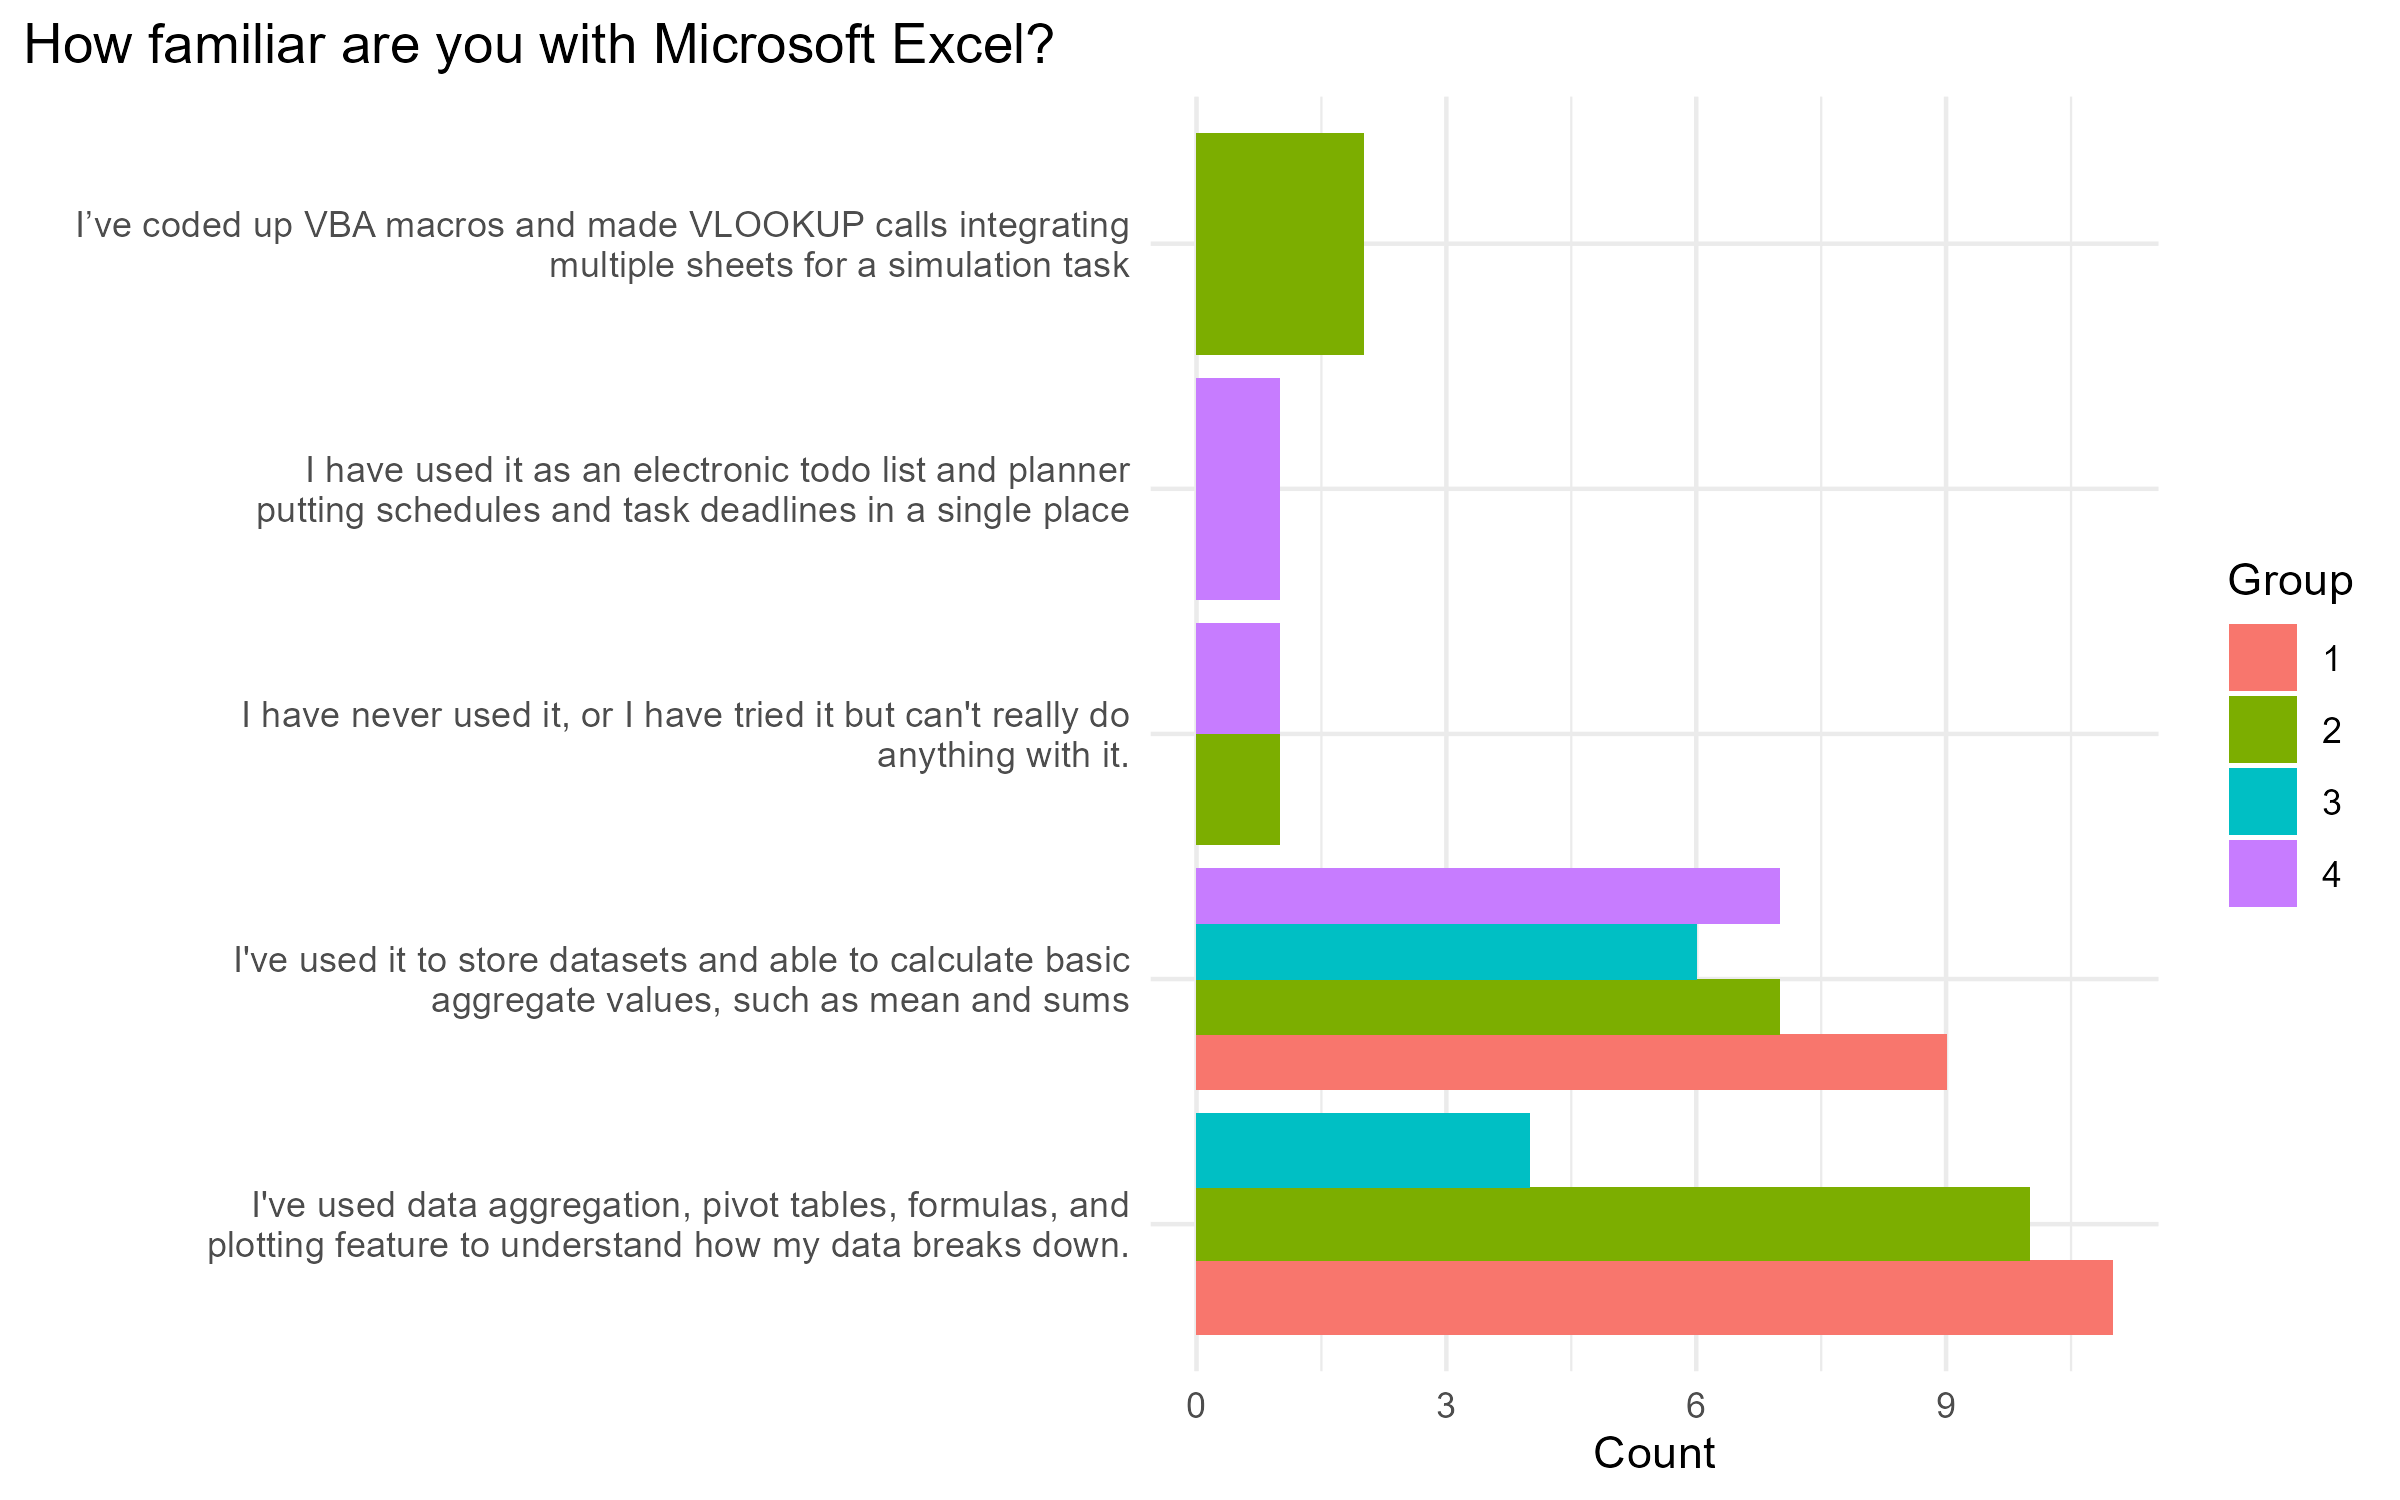 How familiar are you with Microsoft Excel?
I’ve coded up VBA macros and made VLOOKUP calls integrating
multiple sheets for a simulation task
I have used it as an electronic todo list and planner
putting schedules and task deadlines in a single place
I have never used it, or I have tried it but can't really do
anything with it.
I've used it to store datasets and able to calculate basic
aggregate values, such as mean and sums
I've used data aggregation, pivot tables, formulas, and
plotting feature to understand how my data breaks down.
0 3 6 9
Count
Group
1
2
3
4